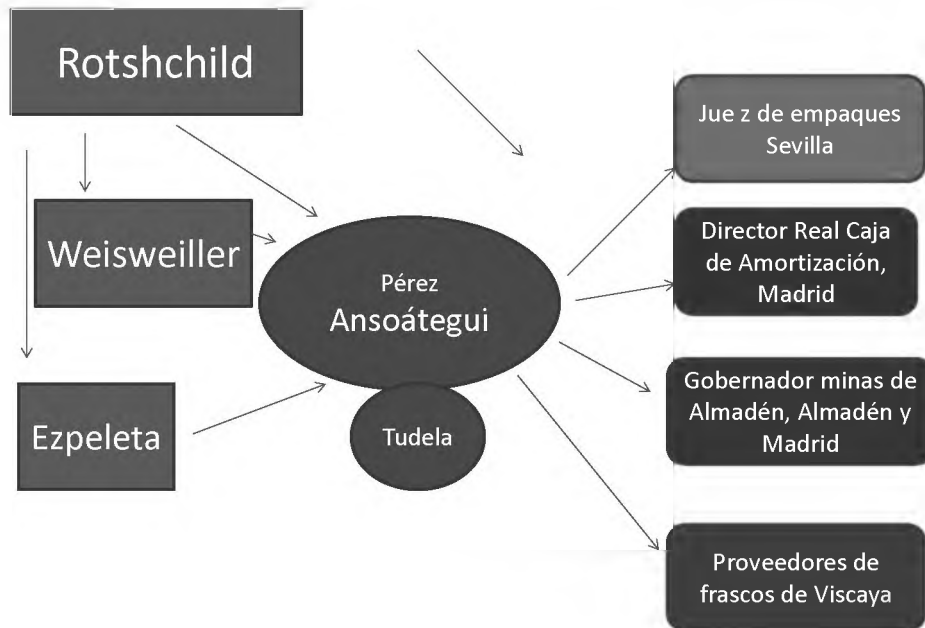 Rotshchild
Weisweiller
Ezpeleta
Pérez
Ansoátegui
Tudela
Jue z de empaques
Sevilla
Director Real Caja
de Amortización,
Madrid
Gobernador minas de
Almadén, Almadén y
Madrid
Proveedores de
frascos de Viscaya